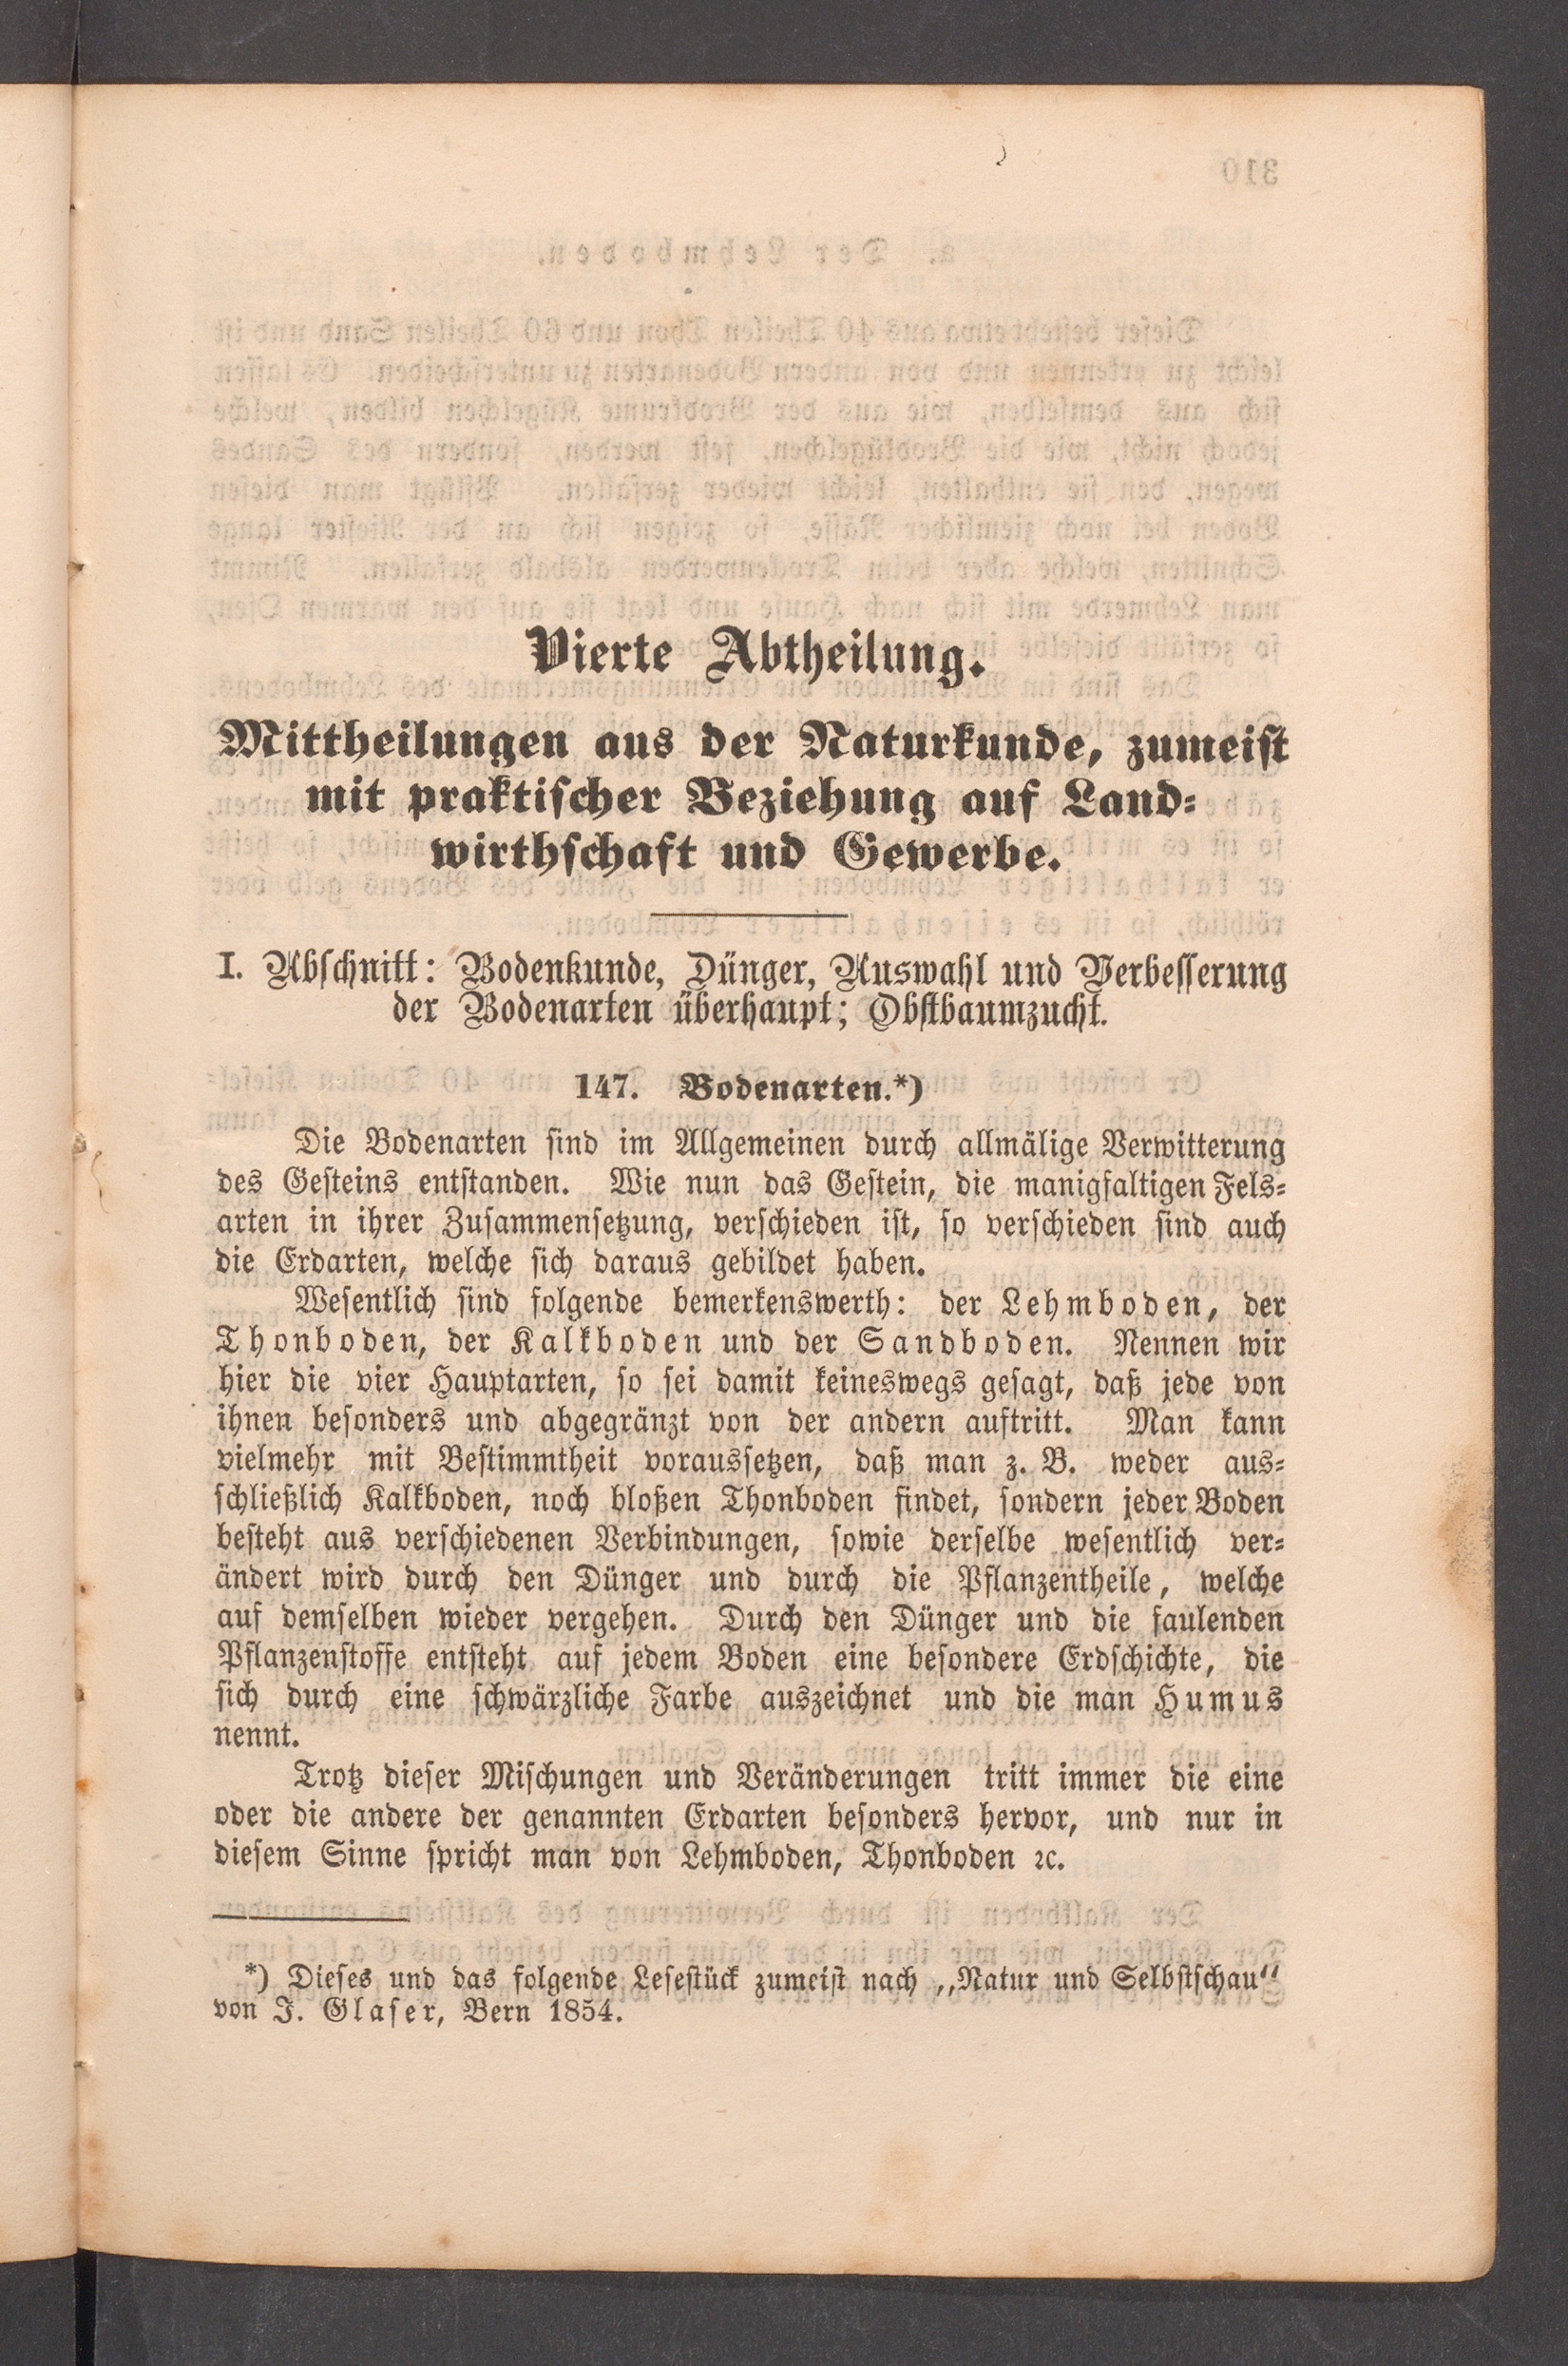 Vierte Abtheilung.
Mittheilungen aus der Naturkunde, zumeist
mit praktischer Beziehung auf Land-
wirthschaft und Gewerbe.
I. Abschnitt: Bodenkunde, Dünger, Auswahl und Verbesserung
der Bodenarten überhaupt; Obstbaumzucht.
147. Bodenarten.*)
Die Bodenarten sind im Allgemeinen durch allmälige Verwitterung
des Gesteins entstanden. Wie nun das Gestein, die manigfaltigen Fels-
arten in ihrer Zusammensetzung, verschieden ist, so verschieden sind auch
die Erdarten, welche sich daraus gebildet haben.
Wesentlich sind folgende bemerkenswerth: der Lehmboden, der
Thonboden, der Kalkboden und der Sandboden. Nennen wir
hier die vier Hauptarten, so sei damit keineswegs gesagt, daß jede von
ihnen besonders und abgegränzt von der andern auftritt. Man kann
vielmehr mit Bestimmtheit voraussetzen, daß man z. B. weder aus-
schließlich Kalkboden, noch bloßen Thonboden findet, sondern jeder Boden
besteht aus verschiedenen Verbindungen, sowie derselbe wesentlich ver-
ändert wird durch den Dünger und durch die Pflanzentheile, welche
auf demselben wieder vergehen. Durch den Dünger und die faulenden
Pflanzenstoffe entsteht auf jedem Boden eine besondere Erdschichte, die
sich durch eine schwärzliche Farbe auszeichnet und die man Humus
nennt.
Trotz dieser Mischungen und Veränderungen tritt immer die eine
oder die andere der genannten Erdarten besonders hervor, und nur in
diesem Sinne spricht man von Lehmboden, Thonboden ꝛc.
*) Dieses und das folgende Lesestück zumeist nach „Natur und Selbstschau“
von J. Glaser, Bern 1854.